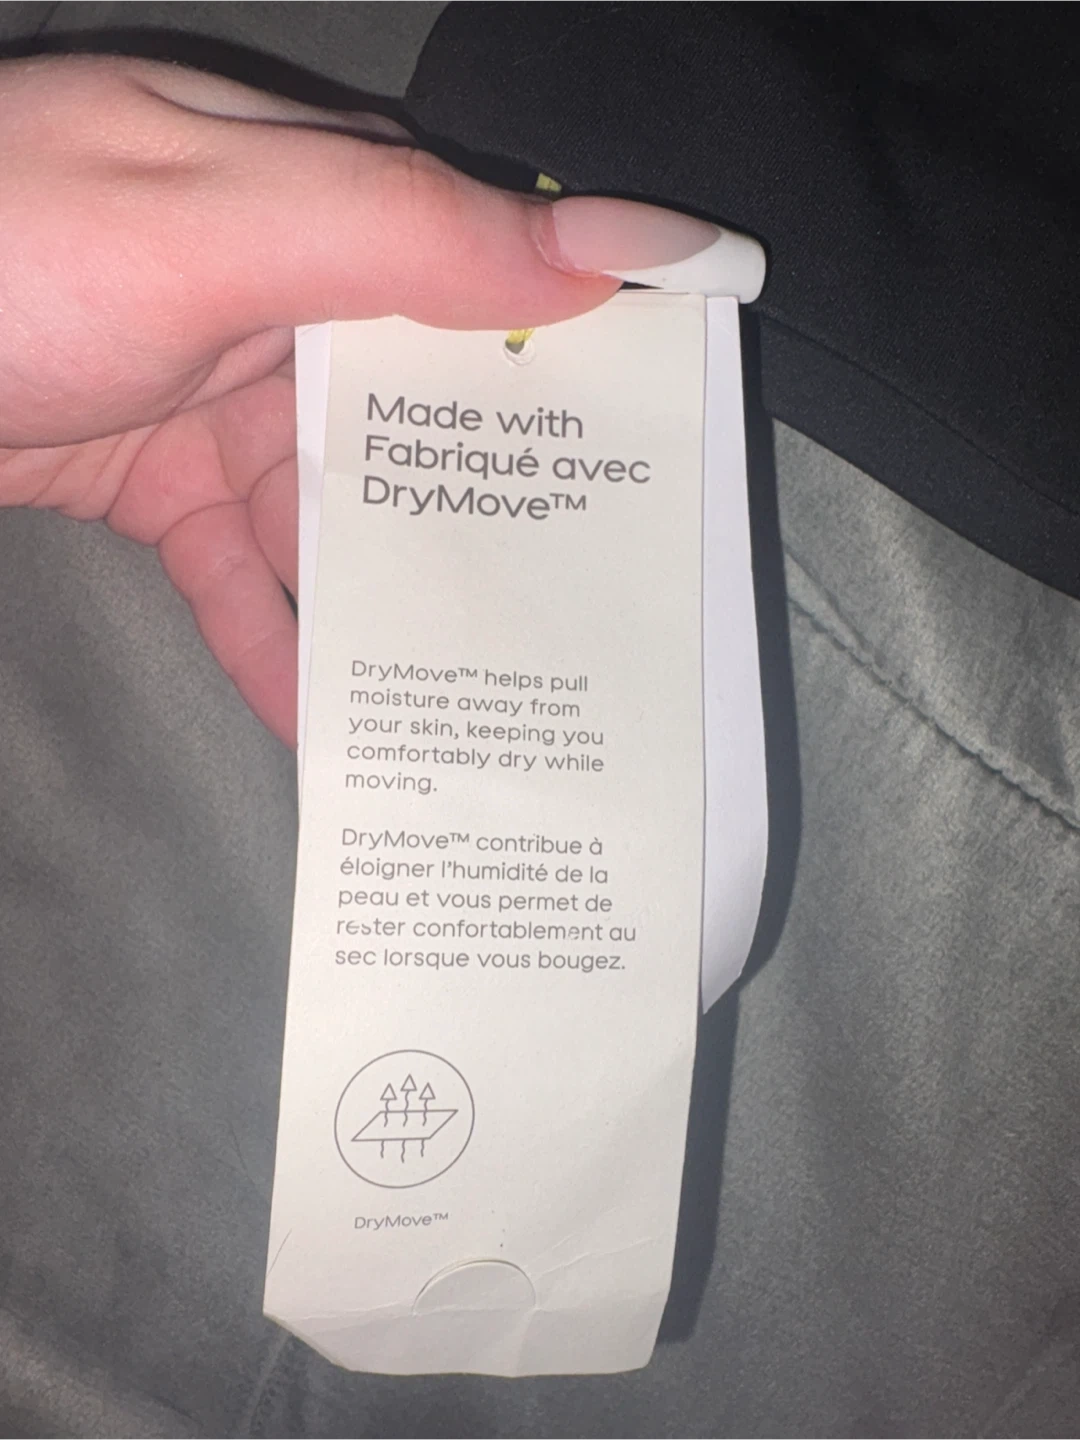 Made with
Fabriqué avec
DryMove™
DryMove™ helps pull
moisture away from
your skin, keeping you
comfortably dry while
moving.
DryMove™ contribue à
éloigner l'humidité de la
peau et vous permet de
rester confortablement au
sec lorsque vous bougez.
DryMove™